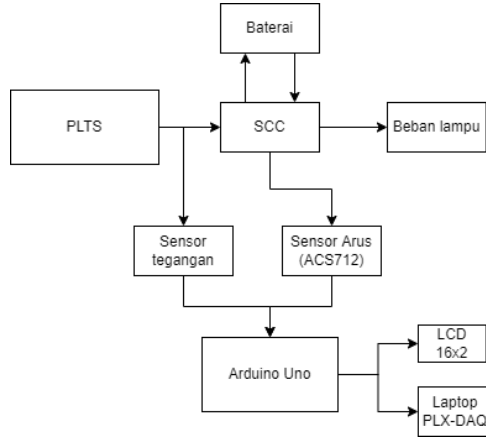 Baterai
PLTS
SCC
Beban lampu
Sensor
tegangan
Sensor Arus
(ACS712)
Arduino Uno
LCD
16x2
Laptop
PLX-DAQ